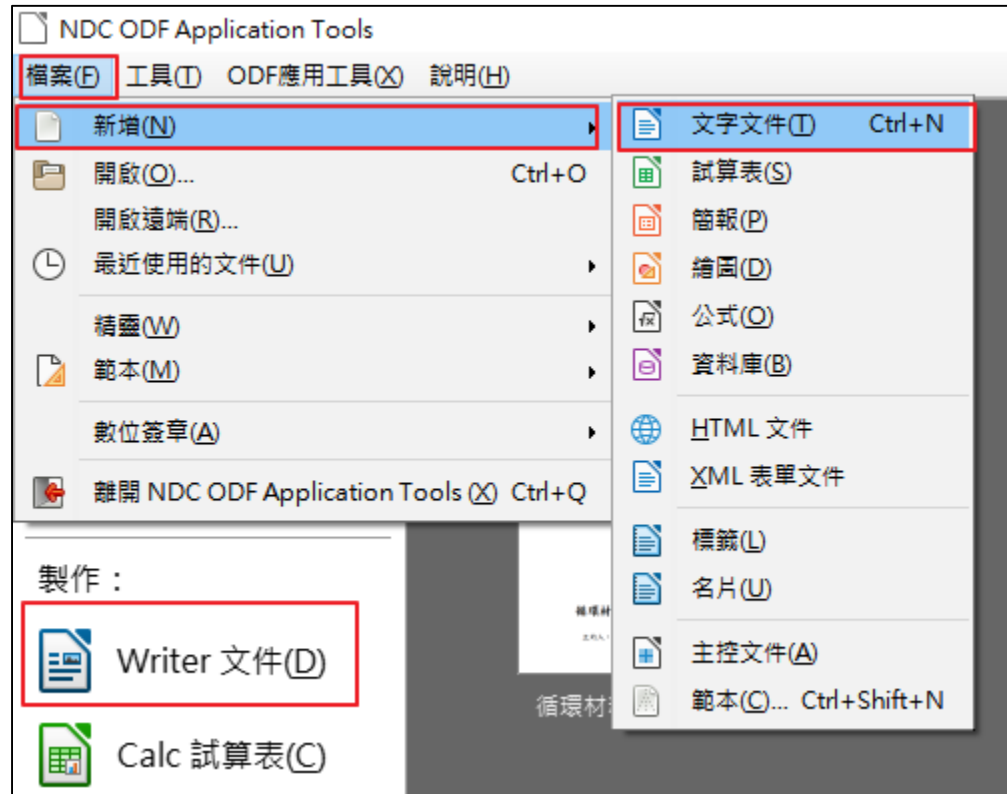 NDC ODF Application Tools
檔案(F) 工具(T) ODF應用工具(X) 說明(H)
新增(N)
開啟(O)... Ctrl+O
開啟遠端(R)...
最近使用的文件(U)
精靈(W)
範本(M)
數位簽章(A)
離開 NDC ODF Application Tools (X) Ctrl+Q
文字文件(T) Ctrl+N
試算表(S)
簡報(P)
繪圖(D)
公式(O)
資料庫(B)
HTML 文件
XML 表單文件
標籤(L)
名片(U)
主控文件(A)
範本(C)... Ctrl+Shift+N
製作：
Writer 文件(D)
Calc 試算表(C)
循環材